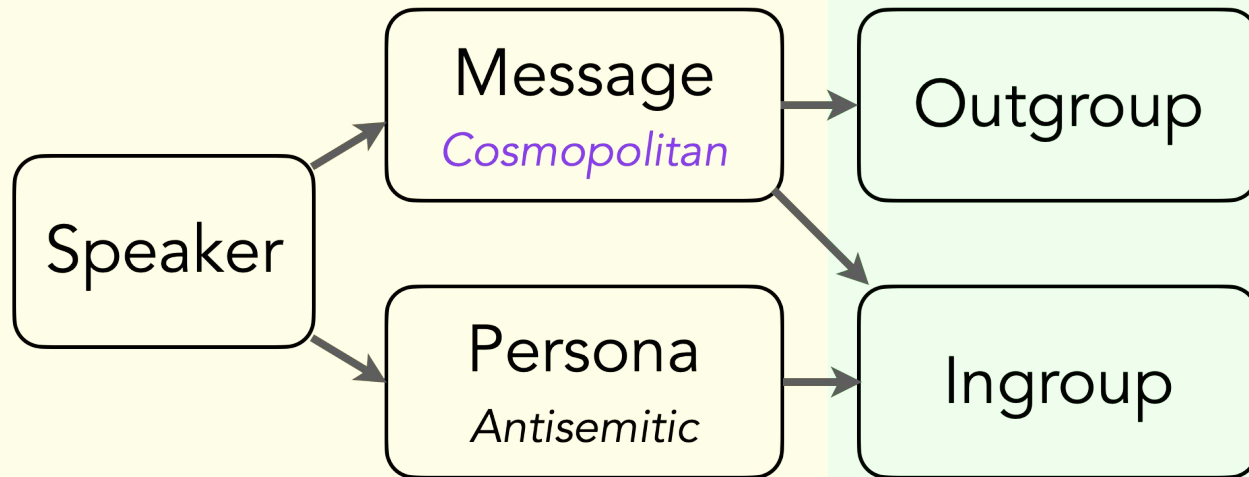 Speaker
Message
Cosmopolitan
Persona
Antisemitic
Outgroup
Ingroup